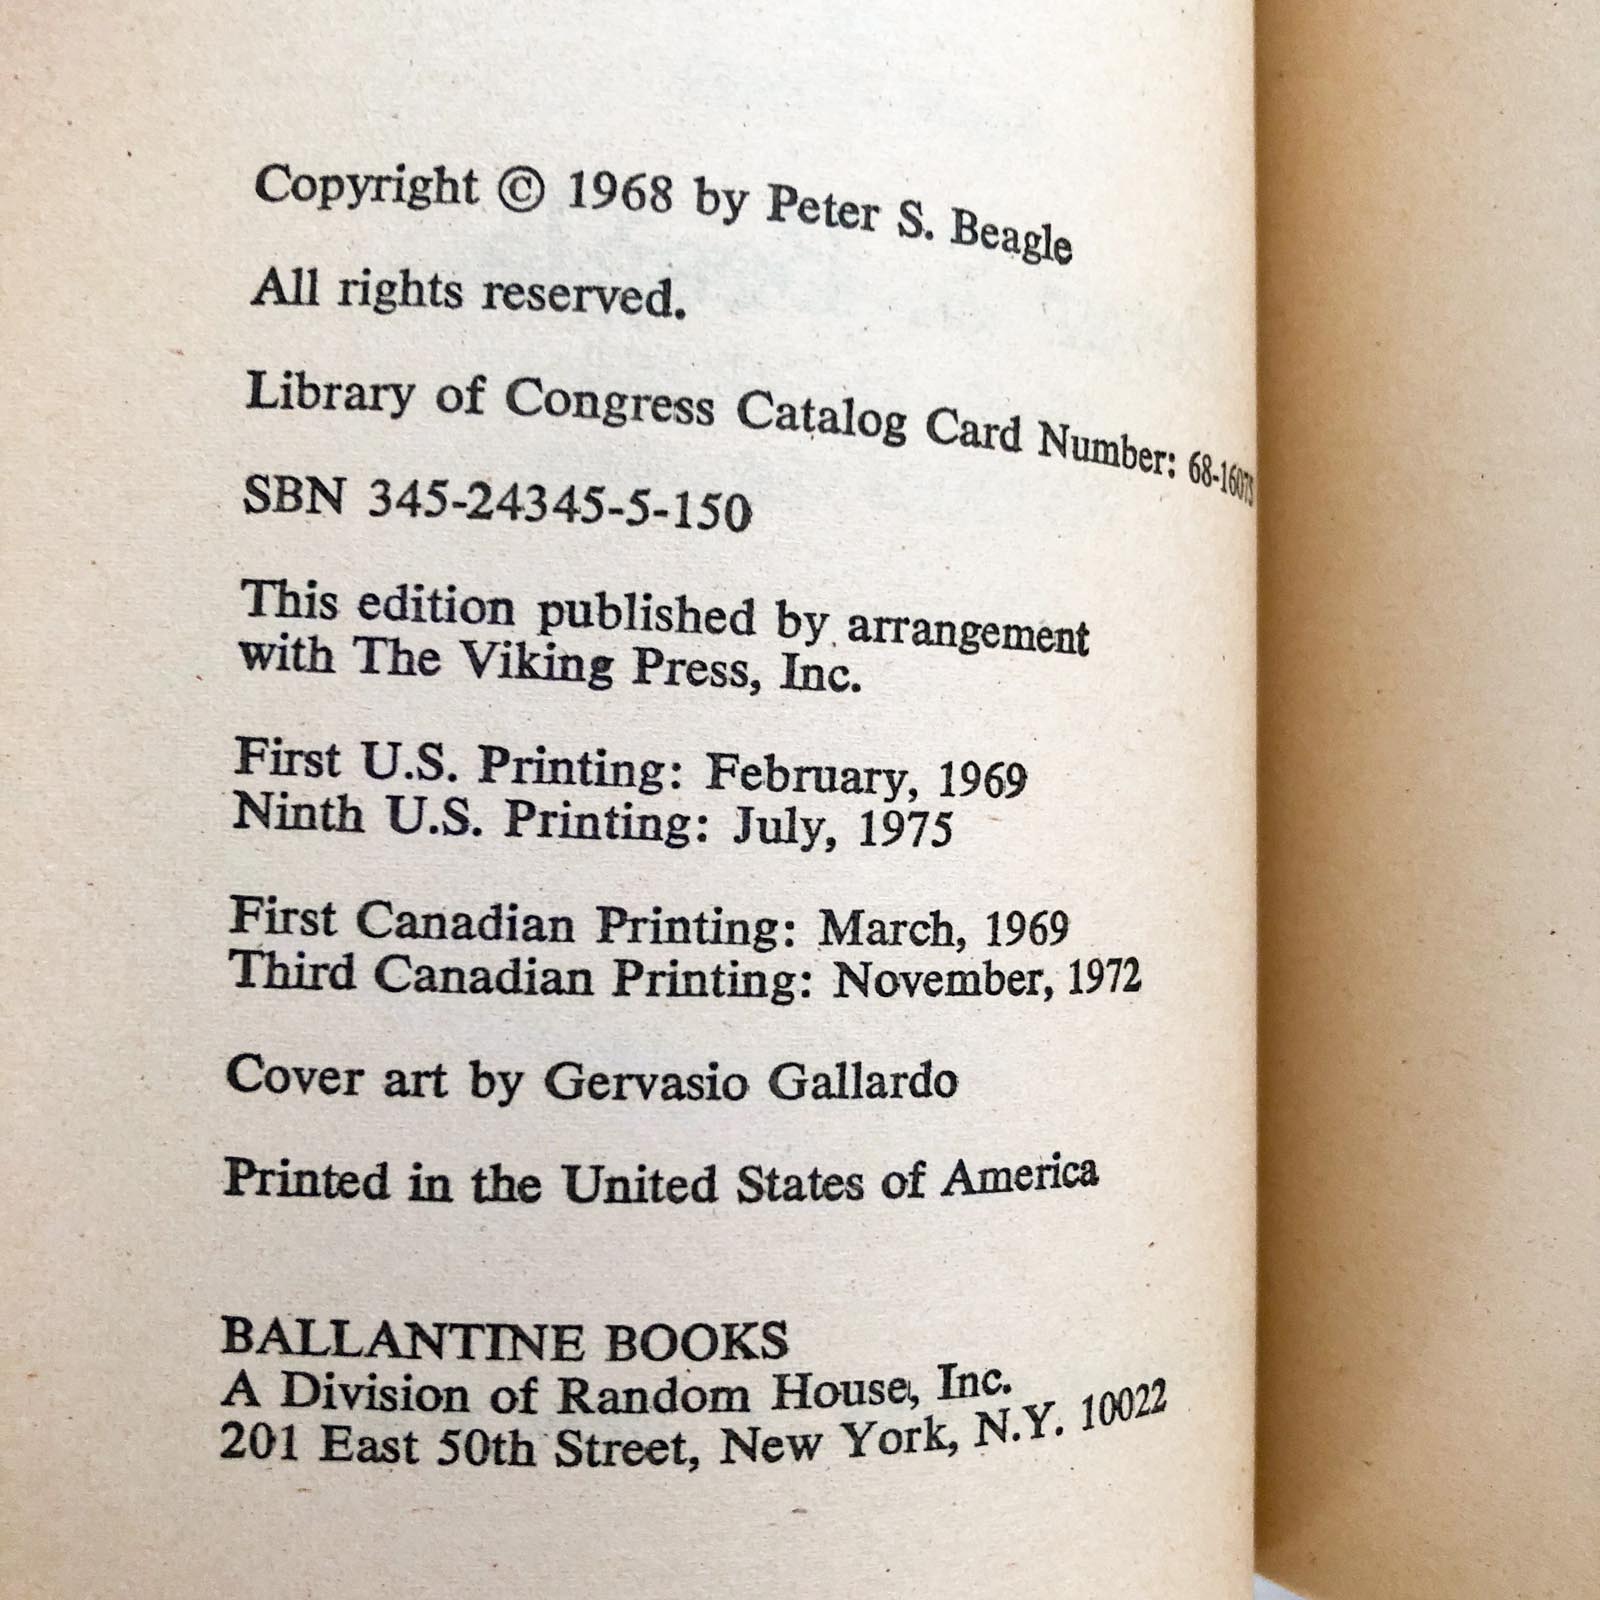 Copyright © 1968 by Peter S. Beagle
All rights reserved.
Library of Congress Catalog Card Number: 68-16075
SBN 345-24345-5-150
This edition published by arrangement
with The Viking Press, Inc.
First U.S. Printing: February, 1969
Ninth U.S. Printing: July, 1975
First Canadian Printing: March, 1969
Third Canadian Printing: November, 1972
Cover art by Gervasio Gallardo
Printed in the United States of America
BALLANTINE BOOKS
A Division of Random House, Inc.
201 East 50th Street, New York, N.Y. 10022